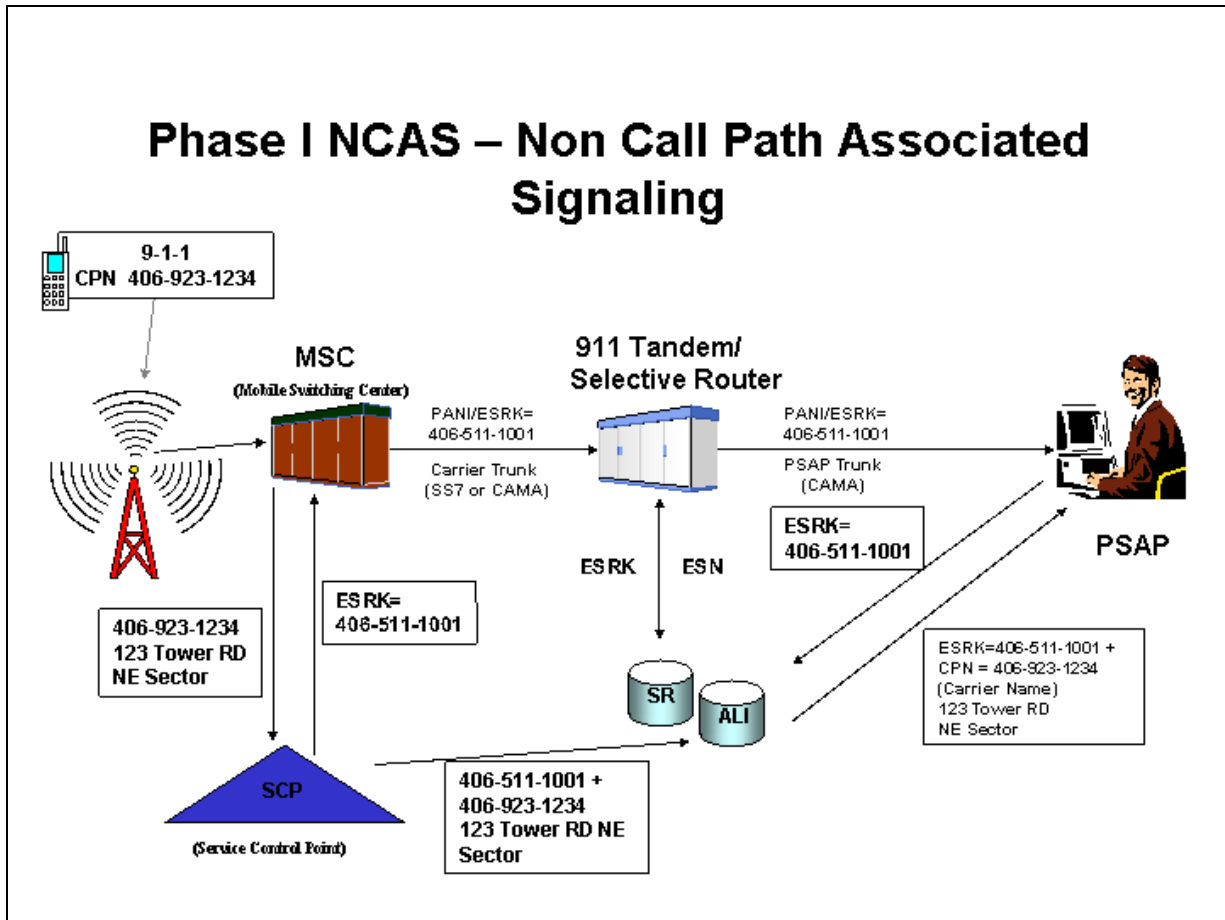 Phase I NCAS – Non Call Path Associated
Signaling
9-1-1
CPN 406-923-1234
MSC
(Mobile Switching Center)
911 Tandem/
Selective Router
PANI/ESRK=
406-511-1001
Carrier Trunk
(SS7 or CAMA)
PANI/ESRK=
406-511-1001
PSAP Trunk
(CAMA)
PSAP
ESRK=
406-511-1001
ESRK
ESN
406-923-1234
123 Tower RD
NE Sector
ESRK=
406-511-1001
SR
ALI
ESRK=406-511-1001 +
CPN = 406-923-1234
(Carrier Name)
123 Tower RD
NE Sector
SCP
(Service Control Point)
406-511-1001 +
406-923-1234
123 Tower RD NE
Sector